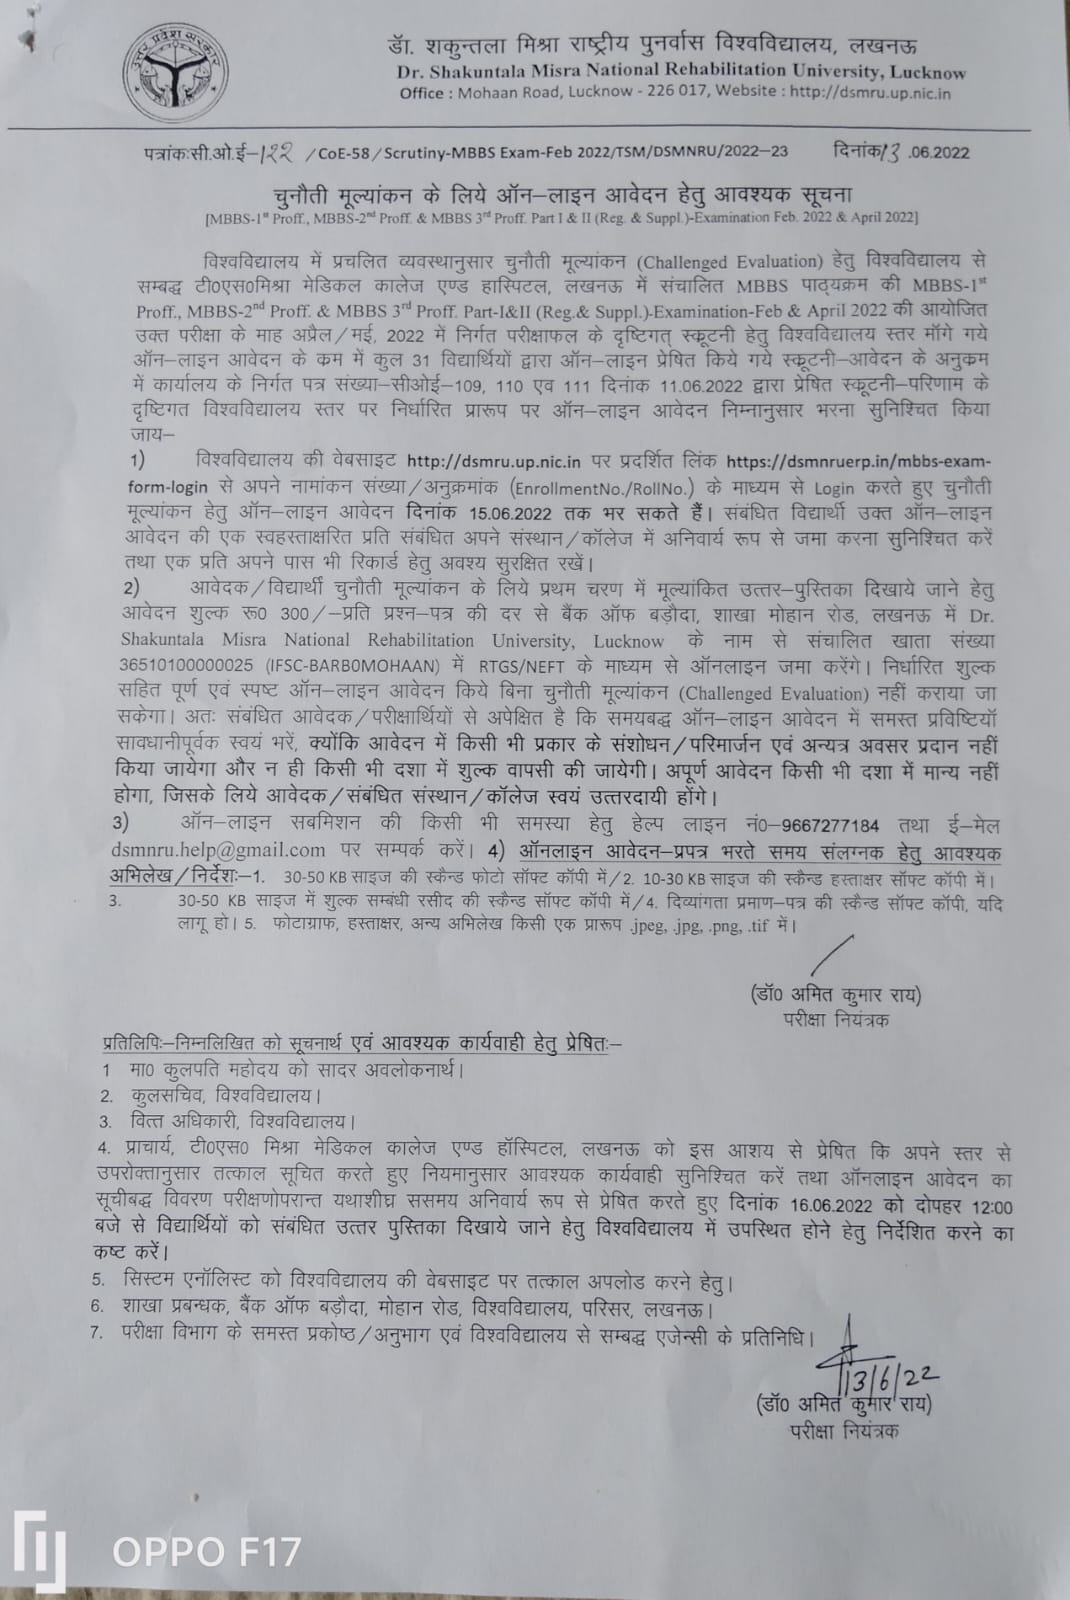 उत्तर प्रदेश सरकार
डॉ. शकुन्तला मिश्रा राष्ट्रीय पुनर्वास विश्वविद्यालय, लखनऊ
Dr. Shakuntala Misra National Rehabilitation University, Lucknow
Office : Mohaan Road, Lucknow - 226 017, Website : http://dsmru.up.nic.in
पत्रांकःसी.ओ.ई–122 /CoE-58/Scrutiny-MBBS Exam-Feb 2022/TSM/DSMNRU/2022–23 दिनांक13.06.2022
चुनौती मूल्यांकन के लिये ऑन–लाइन आवेदन हेतु आवश्यक सूचना
[MBBS-1st Proff., MBBS-2nd Proff. & MBBS 3rd Proff. Part I & II (Reg. & Suppl.)-Examination Feb. 2022 & April 2022]
विश्वविद्यालय में प्रचलित व्यवस्थानुसार चुनौती मूल्यांकन (Challenged Evaluation) हेतु विश्वविद्यालय से
सम्बद्ध टी०एस०मिश्रा मेडिकल कालेज एण्ड हास्पिटल, लखनऊ में संचालित MBBS पाठ्यक्रम की MBBS-1st
Proff., MBBS-2nd Proff. & MBBS 3rd Proff. Part-I&II (Reg.& Suppl.)-Examination-Feb & April 2022 की आयोजित
उक्त परीक्षा के माह अप्रैल/मई, 2022 में निर्गत परीक्षाफल के दृष्टिगत् स्क्रूटनी हेतु विश्वविद्यालय स्तर मॉगे गये
ऑन–लाइन आवेदन के क्रम में कुल 31 विद्यार्थियों द्वारा ऑन–लाइन प्रेषित किये गये स्क्रूटनी–आवेदन के अनुक्रम
में कार्यालय के निर्गत पत्र संख्या–सीओई–109, 110 एव 111 दिनांक 11.06.2022 द्वारा प्रेषित स्क्रूटनी–परिणाम के
दृष्टिगत विश्वविद्यालय स्तर पर निर्धारित प्रारूप पर ऑन–लाइन आवेदन निम्नानुसार भरना सुनिश्चित किया
जाय–
1) विश्वविद्यालय की वेबसाइट http://dsmru.up.nic.in पर प्रदर्शित लिंक https://dsmnruerp.in/mbbs-exam-
form-login से अपने नामांकन संख्या/अनुक्रमांक (EnrollmentNo./RollNo.) के माध्यम से Login करते हुए चुनौती
मूल्यांकन हेतु ऑन–लाइन आवेदन दिनांक 15.06.2022 तक भर सकते हैं। संबंधित विद्यार्थी उक्त ऑन–लाइन
आवेदन की एक स्वहस्ताक्षरित प्रति संबंधित अपने संस्थान/कॉलेज में अनिवार्य रूप से जमा करना सुनिश्चित करें
तथा एक प्रति अपने पास भी रिकार्ड हेतु अवश्य सुरक्षित रखें।
2) आवेदक/विद्यार्थी चुनौती मूल्यांकन के लिये प्रथम चरण में मूल्यांकित उत्तर–पुस्तिका दिखाये जाने हेतु
आवेदन शुल्क रू० 300/–प्रति प्रश्न–पत्र की दर से बैंक ऑफ बड़ौदा, शाखा मोहान रोड, लखनऊ में Dr.
Shakuntala Misra National Rehabilitation University, Lucknow के नाम से संचालित खाता संख्या
36510100000025 (IFSC-BARB0MOHAAN) में RTGS/NEFT के माध्यम से ऑनलाइन जमा करेंगे। निर्धारित शुल्क
सहित पूर्ण एवं स्पष्ट ऑन–लाइन आवेदन किये बिना चुनौती मूल्यांकन (Challenged Evaluation) नहीं कराया जा
सकेगा। अतः संबंधित आवेदक/परीक्षार्थियों से अपेक्षित है कि समयबद्ध ऑन–लाइन आवेदन में समस्त प्रविष्टियॉ
सावधानीपूर्वक स्वयं भरें, क्योंकि आवेदन में किसी भी प्रकार के संशोधन/परिमार्जन एवं अन्यत्र अवसर प्रदान नहीं
किया जायेगा और न ही किसी भी दशा में शुल्क वापसी की जायेगी। अपूर्ण आवेदन किसी भी दशा में मान्य नहीं
होगा, जिसके लिये आवेदक/संबंधित संस्थान/कॉलेज स्वयं उत्तरदायी होंगे।
3) ऑन–लाइन सबमिशन की किसी भी समस्या हेतु हेल्प लाइन नं०–9667277184 तथा ई–मेल
dsmnru.help@gmail.com पर सम्पर्क करें। 4) ऑनलाइन आवेदन–प्रपत्र भरते समय संलग्नक हेतु आवश्यक
अभिलेख/निर्देशः–1. 30-50 KB साइज की स्कैन्ड फोटो सॉफ्ट कॉपी में/2. 10-30 KB साइज की स्कैन्ड हस्ताक्षर सॉफ्ट कॉपी में।
3. 30-50 KB साइज में शुल्क सम्बंधी रसीद की स्कैन्ड सॉफ्ट कॉपी में/4. दिव्यांगता प्रमाण–पत्र की स्कैन्ड सॉफ्ट कॉपी, यदि
लागू हो। 5. फोटोग्राफ, हस्ताक्षर, अन्य अभिलेख किसी एक प्रारूप .jpeg, .jpg, .png, .tif में।
(डॉ० अमित कुमार राय)
परीक्षा नियंत्रक
प्रतिलिपिः–निम्नलिखित को सूचनार्थ एवं आवश्यक कार्यवाही हेतु प्रेषितः–
1 मा० कुलपति महोदय को सादर अवलोकनार्थ।
2. कुलसचिव, विश्वविद्यालय।
3. वित्त अधिकारी, विश्वविद्यालय।
4. प्राचार्य, टी०एस० मिश्रा मेडिकल कालेज एण्ड हॉस्पिटल, लखनऊ को इस आशय से प्रेषित कि अपने स्तर से
उपरोक्तानुसार तत्काल सूचित करते हुए नियमानुसार आवश्यक कार्यवाही सुनिश्चित करें तथा ऑनलाइन आवेदन का
सूचीबद्ध विवरण परीक्षणोपरान्त यथाशीघ्र ससमय अनिवार्य रूप से प्रेषित करते हुए दिनांक 16.06.2022 को दोपहर 12:00
बजे से विद्यार्थियों को संबंधित उत्तर पुस्तिका दिखाये जाने हेतु विश्वविद्यालय में उपस्थित होने हेतु निर्देशित करने का
कष्ट करें।
5. सिस्टम एनॉलिस्ट को विश्वविद्यालय की वेबसाइट पर तत्काल अपलोड करने हेतु।
6. शाखा प्रबन्धक, बैंक ऑफ बड़ौदा, मोहान रोड, विश्वविद्यालय, परिसर, लखनऊ।
7. परीक्षा विभाग के समस्त प्रकोष्ठ/अनुभाग एवं विश्वविद्यालय से सम्बद्ध एजेन्सी के प्रतिनिधि।
13/6/22
(डॉ० अमित कुमार राय)
परीक्षा नियंत्रक
OPPO F17